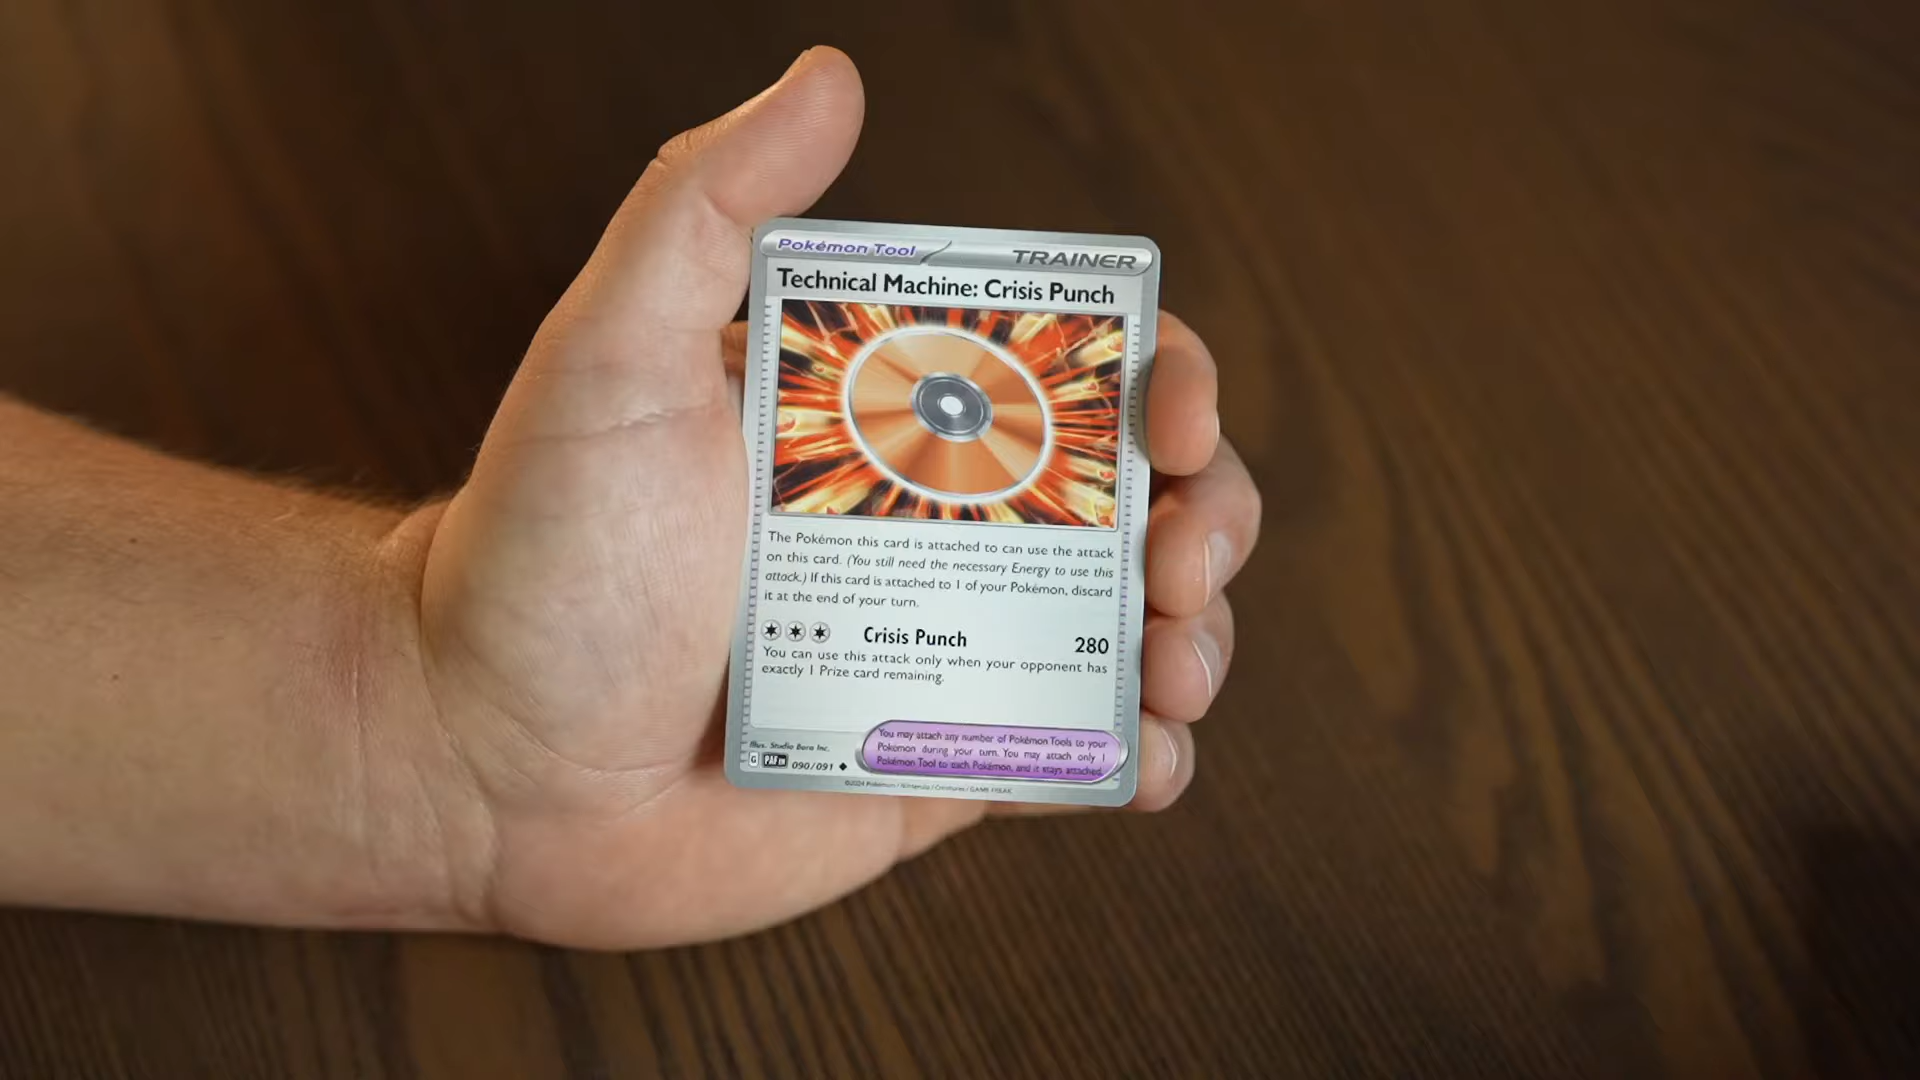 Pokémon Tool
TRAINER
Technical Machine: Crisis Punch
The Pokémon this card is attached to can use the attack
on this card. (You still need the necessary Energy to use this
attack.) If this card is attached to 1 of your Pokémon, discard
it at the end of your turn.
Crisis Punch 280
You can use this attack only when your opponent has
exactly 1 Prize card remaining.
You may attach any number of Pokémon Tools to your
Pokémon during your turn. You may attach only 1
Pokémon Tool to each Pokémon, and it stays attached.
Illus. Studio Bora Inc.
G PAF EN 090/091
©2024 Pokémon / Nintendo / Creatures / GAME FREAK